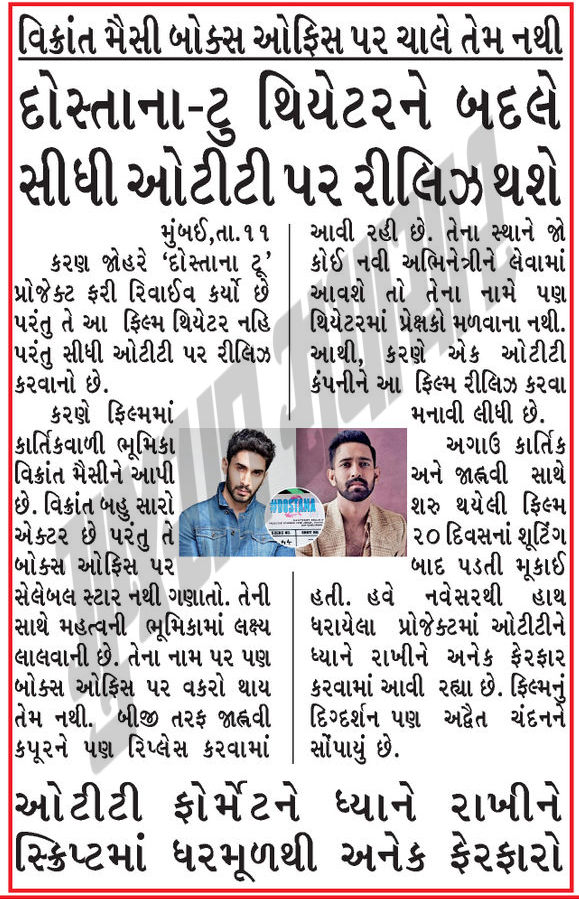 વિક્રાંત મૈસી બોક્સ ઓફિસ પર ચાલે તેમ નથી
દોસ્તાના-ટુ થિયેટરને બદલે
સીધી ઓટીટી પર રીલિઝ થશે
મુંબઈ,તા.૧૧
કરણ જોહરે ‘દોસ્તાના ટૂ’
પ્રોજેક્ટ ફરી રિવાઈવ કર્યો છે
પરંતુ તે આ ફિલ્મ થિયેટર નહિ
પરંતુ સીધી ઓટીટી પર રીલિઝ
કરવાનો છે.
કરણે ફિલ્મમાં
કાર્તિકવાળી ભૂમિકા
વિક્રાંત મૈસીને આપી
છે. વિક્રાંત બહુ સારો
એક્ટર છે પરંતુ તે
બોક્સ ઓફિસ પર
સેલેબલ સ્ટાર નથી ગણાતો. તેની
સાથે મહત્વની ભૂમિકામાં લક્ષ્ય
લાલવાની છે. તેના નામ પર પણ
બોક્સ ઓફિસ પર વકરો થાય
તેમ નથી. બીજી તરફ જાહ્નવી
કપૂરને પણ રિપ્લેસ કરવામાં
આવી રહી છે. તેના સ્થાને જો
કોઈ નવી અભિનેત્રીને લેવામાં
આવશે તો તેના નામે પણ
થિયેટરમાં પ્રેક્ષકો મળવાના નથી.
આથી, કરણે એક ઓટીટી
કંપનીને આ ફિલ્મ રીલિઝ કરવા
મનાવી લીધી છે.
અગાઉ કાર્તિક
અને જાહ્નવી સાથે
શરુ થયેલી ફિલ્મ
૨૦ દિવસનાં શૂટિંગ
બાદ પડતી મૂકાઈ
હતી. હવે નવેસરથી હાથ
ધરાયેલા પ્રોજેક્ટમાં ઓટીટીને
ધ્યાને રાખીને અનેક ફેરફાર
કરવામાં આવી રહ્યા છે. ફિલ્મનું
દિગ્દર્શન પણ અદ્વૈત ચંદનને
સોંપાયું છે.
#DOSTANA
ઓટીટી ફોર્મેટને ધ્યાને રાખીને
સ્ક્રિપ્ટમાં ધરમૂળથી અનેક ફેરફારો